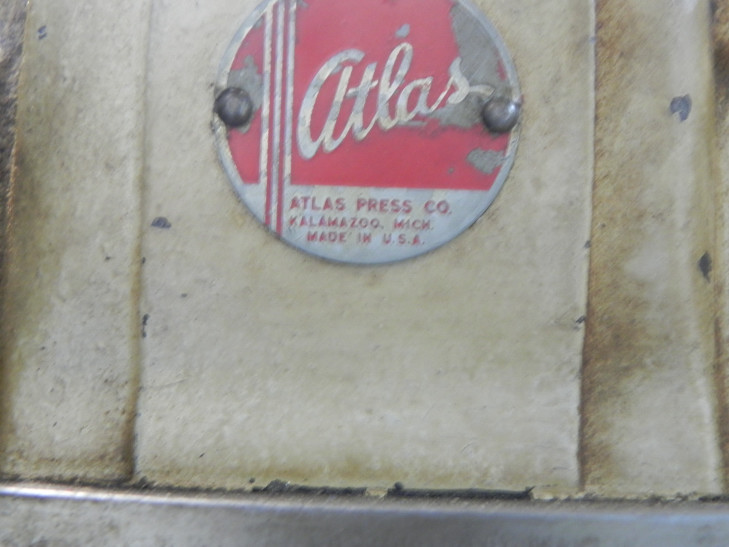 Atlas
ATLAS PRESS CO.
KALAMAZOO, MICH.
MADE IN U.S.A.